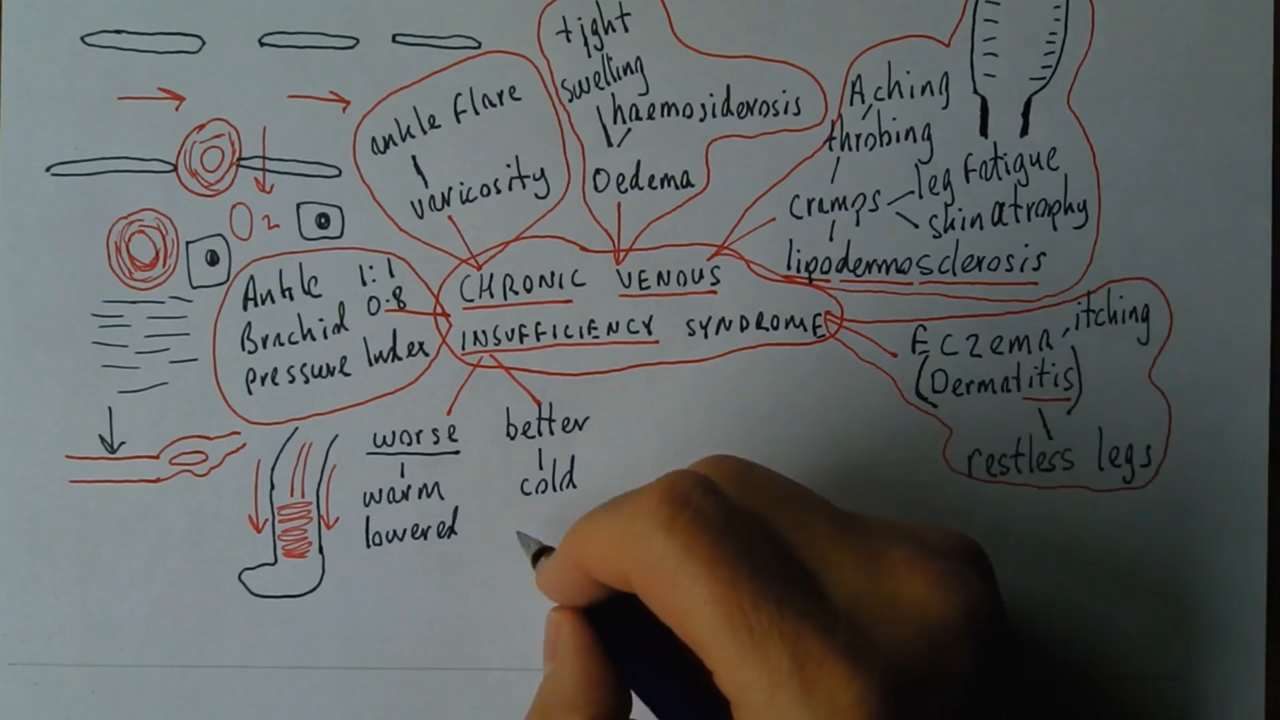 tight
swelling
haemosiderosis
Oedema
ankle flare
varicosity
Aching
throbing
cramps
leg fatigue
skin atrophy
lipodermosclerosis
O2
CHRONIC VENOUS
INSUFFICIENCY SYNDROME
Ankle 1:1
Brachid 0.8
pressure Index
Eczema, itching
(Dermatitis)
restless legs
worse
warm
lowered
better
cold